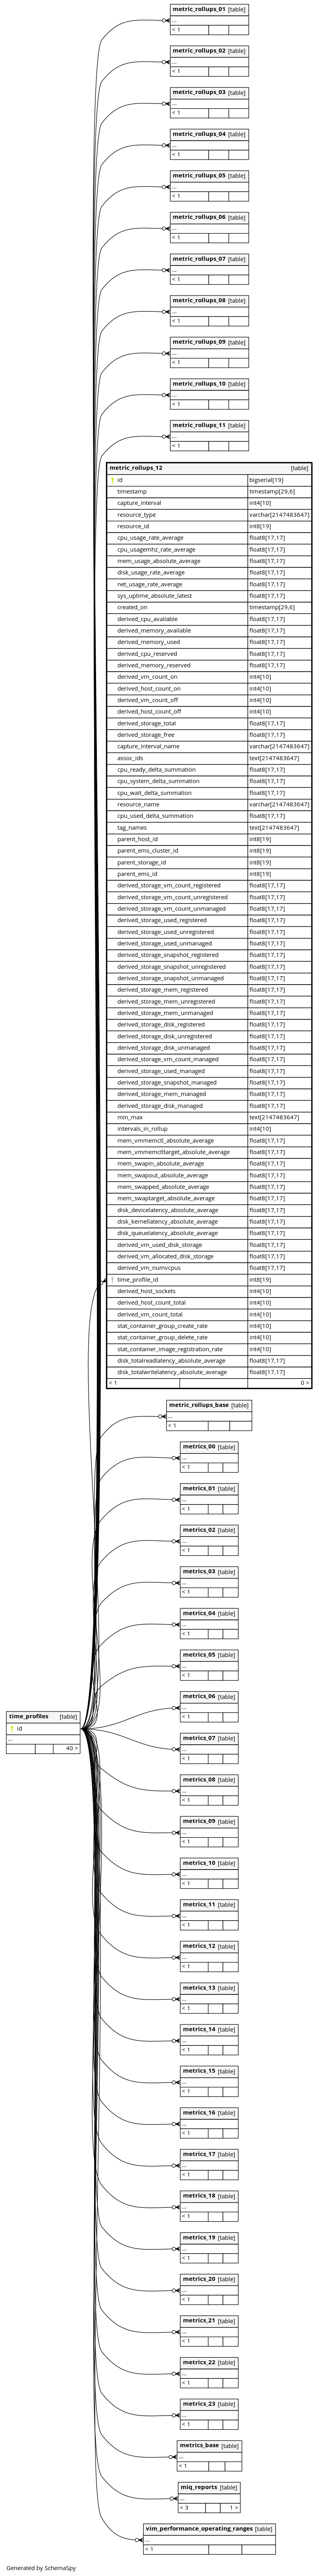 metric_rollups_01 [table]
...
< 1
metric_rollups_02 [table]
...
< 1
metric_rollups_03 [table]
...
< 1
metric_rollups_04 [table]
...
< 1
metric_rollups_05 [table]
...
< 1
metric_rollups_06 [table]
...
< 1
metric_rollups_07 [table]
...
< 1
metric_rollups_08 [table]
...
< 1
metric_rollups_09 [table]
...
< 1
metric_rollups_10 [table]
...
< 1
metric_rollups_11 [table]
...
< 1
metric_rollups_12 [table]
id bigserial[19]
timestamp timestamp[29,6]
capture_interval int4[10]
resource_type varchar[2147483647]
resource_id int8[19]
cpu_usage_rate_average float8[17,17]
cpu_usagemhz_rate_average float8[17,17]
mem_usage_absolute_average float8[17,17]
disk_usage_rate_average float8[17,17]
net_usage_rate_average float8[17,17]
sys_uptime_absolute_latest float8[17,17]
created_on timestamp[29,6]
derived_cpu_available float8[17,17]
derived_memory_available float8[17,17]
derived_memory_used float8[17,17]
derived_cpu_reserved float8[17,17]
derived_memory_reserved float8[17,17]
derived_vm_count_on int4[10]
derived_host_count_on int4[10]
derived_vm_count_off int4[10]
derived_host_count_off int4[10]
derived_storage_total float8[17,17]
derived_storage_free float8[17,17]
capture_interval_name varchar[2147483647]
assoc_ids text[2147483647]
cpu_ready_delta_summation float8[17,17]
cpu_system_delta_summation float8[17,17]
cpu_wait_delta_summation float8[17,17]
resource_name varchar[2147483647]
cpu_used_delta_summation float8[17,17]
tag_names text[2147483647]
parent_host_id int8[19]
parent_ems_cluster_id int8[19]
parent_storage_id int8[19]
parent_ems_id int8[19]
derived_storage_vm_count_registered float8[17,17]
derived_storage_vm_count_unregistered float8[17,17]
derived_storage_vm_count_unmanaged float8[17,17]
derived_storage_used_registered float8[17,17]
derived_storage_used_unregistered float8[17,17]
derived_storage_used_unmanaged float8[17,17]
derived_storage_snapshot_registered float8[17,17]
derived_storage_snapshot_unregistered float8[17,17]
derived_storage_snapshot_unmanaged float8[17,17]
derived_storage_mem_registered float8[17,17]
derived_storage_mem_unregistered float8[17,17]
derived_storage_mem_unmanaged float8[17,17]
derived_storage_disk_registered float8[17,17]
derived_storage_disk_unregistered float8[17,17]
derived_storage_disk_unmanaged float8[17,17]
derived_storage_vm_count_managed float8[17,17]
derived_storage_used_managed float8[17,17]
derived_storage_snapshot_managed float8[17,17]
derived_storage_mem_managed float8[17,17]
derived_storage_disk_managed float8[17,17]
min_max text[2147483647]
intervals_in_rollup int4[10]
mem_vmmemctl_absolute_average float8[17,17]
mem_vmmemctltarget_absolute_average float8[17,17]
mem_swapin_absolute_average float8[17,17]
mem_swapout_absolute_average float8[17,17]
mem_swapped_absolute_average float8[17,17]
mem_swaptarget_absolute_average float8[17,17]
disk_devicelatency_absolute_average float8[17,17]
disk_kernellatency_absolute_average float8[17,17]
disk_queuelatency_absolute_average float8[17,17]
derived_vm_used_disk_storage float8[17,17]
derived_vm_allocated_disk_storage float8[17,17]
derived_vm_numvcpus float8[17,17]
time_profile_id int8[19]
derived_host_sockets int4[10]
derived_host_count_total int4[10]
derived_vm_count_total int4[10]
stat_container_group_create_rate int4[10]
stat_container_group_delete_rate int4[10]
stat_container_image_registration_rate int4[10]
disk_totalreadlatency_absolute_average float8[17,17]
disk_totalwritelatency_absolute_average float8[17,17]
< 1 0 >
metric_rollups_base [table]
...
< 1
metrics_00 [table]
...
< 1
metrics_01 [table]
...
< 1
metrics_02 [table]
...
< 1
metrics_03 [table]
...
< 1
metrics_04 [table]
...
< 1
metrics_05 [table]
...
< 1
metrics_06 [table]
...
< 1
time_profiles [table]
id
...
40 >
metrics_07 [table]
...
< 1
metrics_08 [table]
...
< 1
metrics_09 [table]
...
< 1
metrics_10 [table]
...
< 1
metrics_11 [table]
...
< 1
metrics_12 [table]
...
< 1
metrics_13 [table]
...
< 1
metrics_14 [table]
...
< 1
metrics_15 [table]
...
< 1
metrics_16 [table]
...
< 1
metrics_17 [table]
...
< 1
metrics_18 [table]
...
< 1
metrics_19 [table]
...
< 1
metrics_20 [table]
...
< 1
metrics_21 [table]
...
< 1
metrics_22 [table]
...
< 1
metrics_23 [table]
...
< 1
metrics_base [table]
...
< 1
miq_reports [table]
...
< 3 1 >
vim_performance_operating_ranges [table]
...
< 1
Generated by SchemaSpy